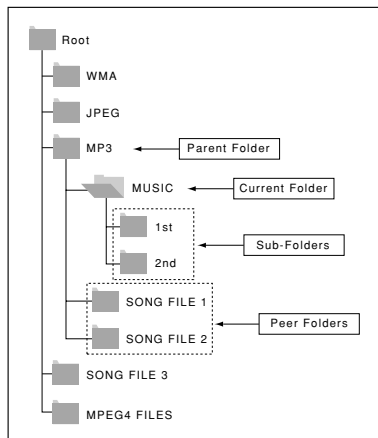 Root
WMA
JPEG
MP3
Parent Folder
MUSIC
Current Folder
1st
Sub-Folders
2nd
SONG FILE 1
Peer Folders
SONG FILE 2
SONG FILE 3
MPEG4 FILES